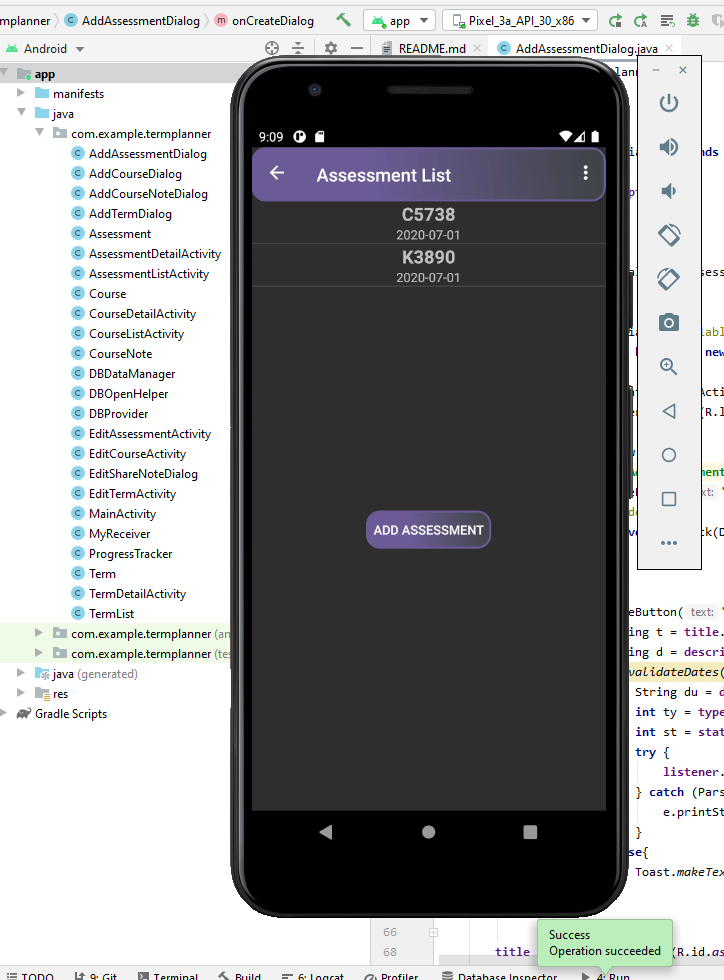 mplanner
AddAssessmentDialog
onCreateDialog
app
Pixel_3a_API_30_x86
Android
README.md
AddAssessmentDialog.java
app
manifests
java
com.example.termplanner
AddAssessmentDialog
AddCourseDialog
AddCourseNoteDialog
AddTermDialog
Assessment
AssessmentDetailActivity
AssessmentListActivity
Course
CourseDetailActivity
CourseListActivity
CourseNote
DBDataManager
DBOpenHelper
DBProvider
EditAssessmentActivity
EditCourseActivity
EditShareNoteDialog
EditTermActivity
MainActivity
MyReceiver
ProgressTracker
Term
TermDetailActivity
TermList
com.example.termplanner (an
com.example.termplanner (te
java (generated)
res
Gradle Scripts
9:09
Assessment List
C5738
2020-07-01
K3890
2020-07-01
ADD ASSESSMENT
nds
new
(R.l
text:
eButton( text:
ing t = title.
ing d = descri
validateDates(
String du = d
int ty = type
int st = stat
try {
listener.
} catch (Pars
e.printSt
}
se{
Toast.makeTex
66
68
title
(R.id.as
Success
Operation succeeded
TODO
9: Git
Terminal
Build
6: Logcat
Profiler
Database Inspector
4: Run